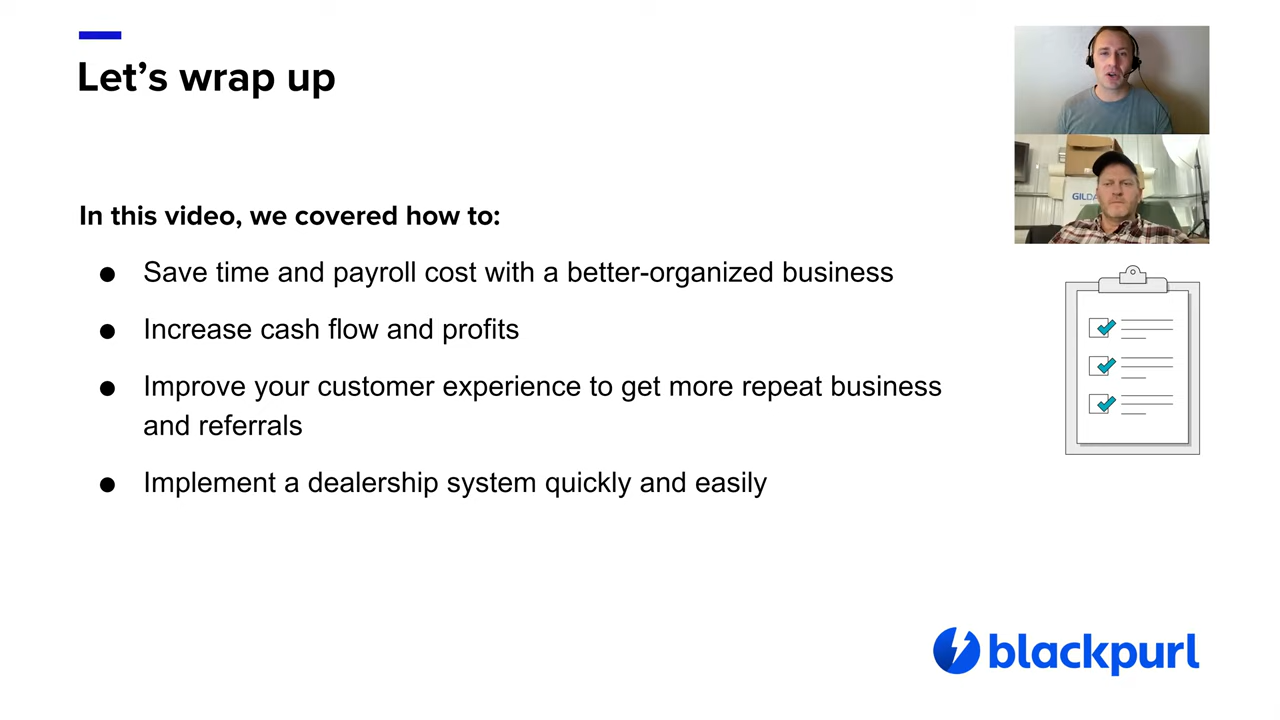 Let's wrap up
In this video, we covered how to:
● Save time and payroll cost with a better-organized business
● Increase cash flow and profits
● Improve your customer experience to get more repeat business
and referrals
● Implement a dealership system quickly and easily
blackpurl